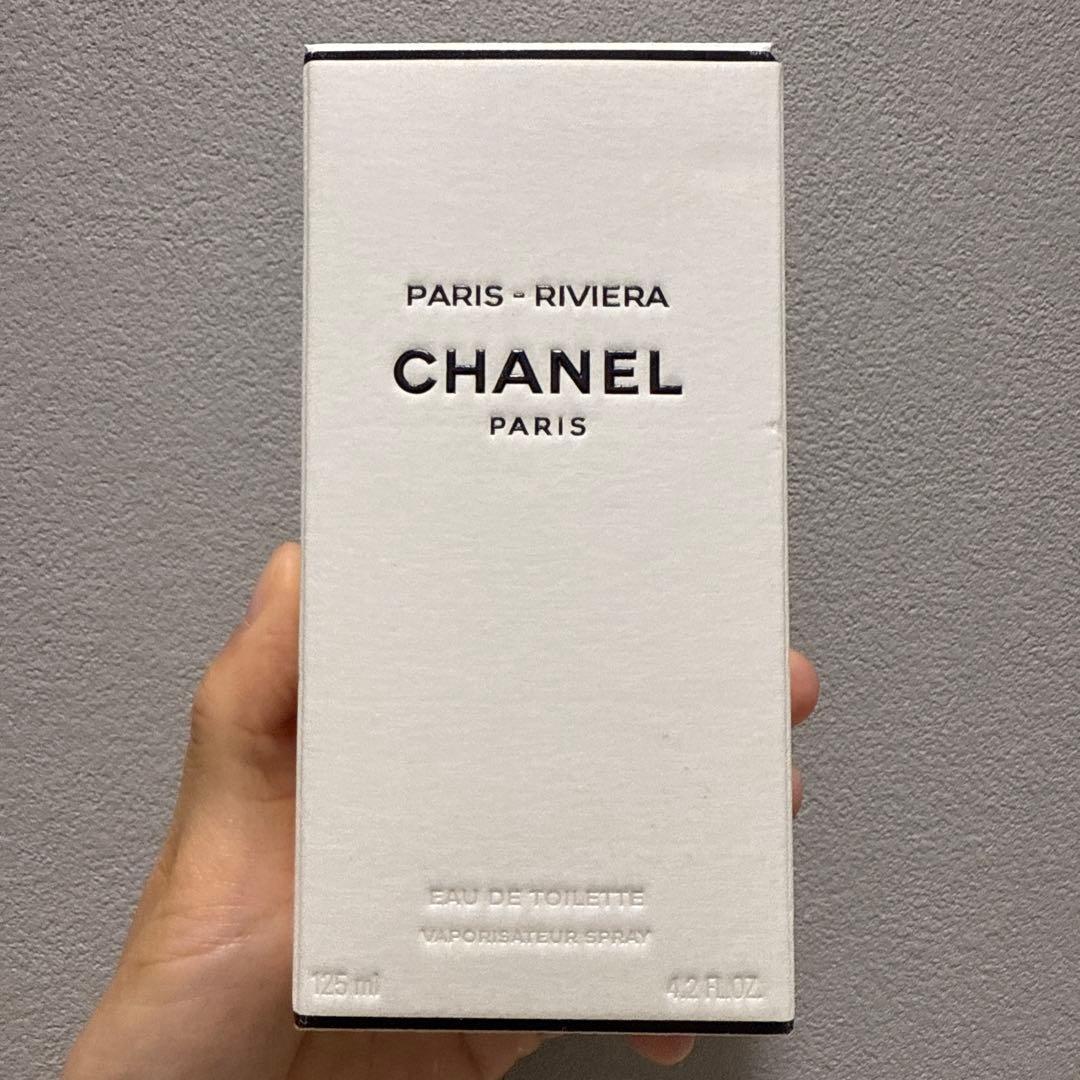 PARIS - RIVIERA
CHANEL
PARIS
EAU DE TOILETTE
VAPORISATEUR SPRAY
125 ml 4.2 FL.OZ.